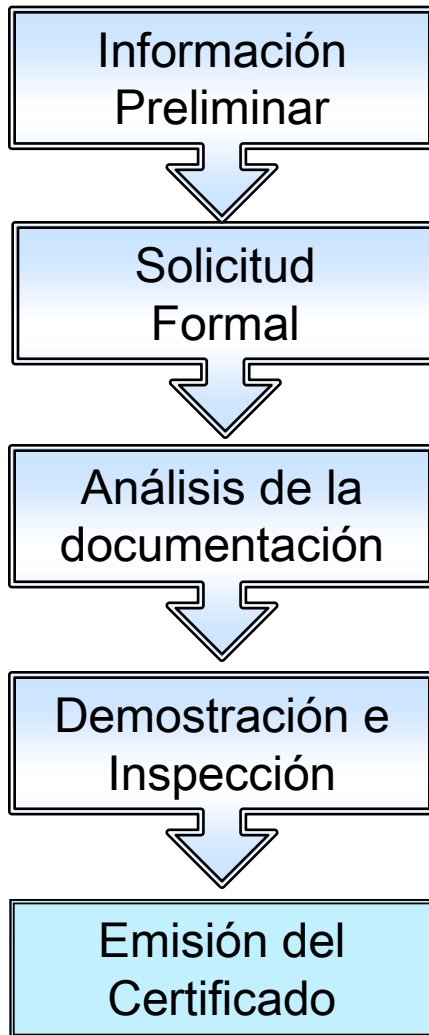 Información
Preliminar
Solicitud
Formal
Análisis de la
documentación
Demostración e
Inspección
Emisión del
Certificado